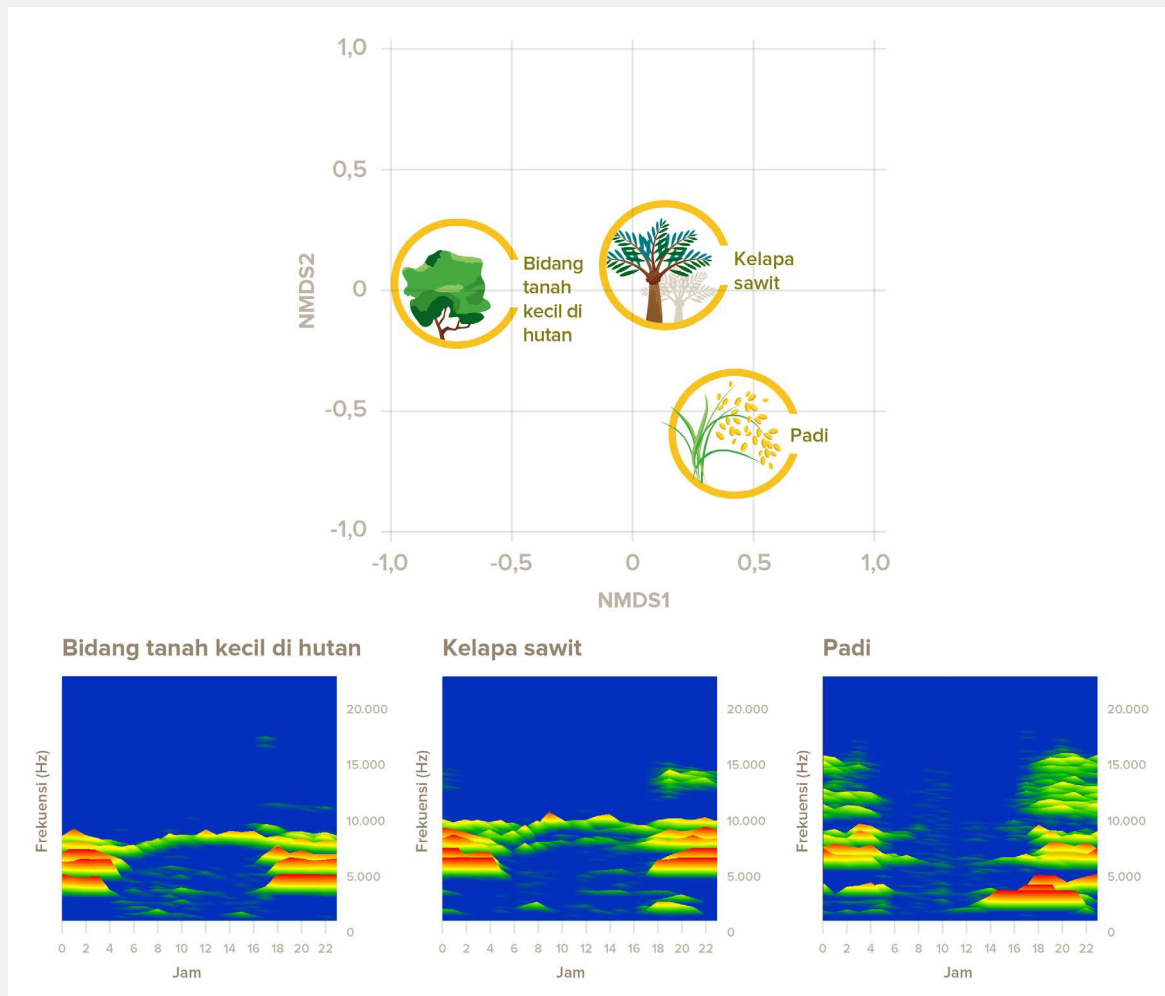 1,0
0,5
0
-0,5
-1,0
NMDS2
Bidang
tanah
kecil di
hutan
Kelapa
sawit
Padi
-1,0 -0,5 0 0,5 1,0
NMDS1
Bidang tanah kecil di hutan
Frekuensi (Hz)
20.000
15.000
10.000
5.000
0
0 2 4 6 8 10 12 14 16 18 20 22
Jam
Kelapa sawit
Frekuensi (Hz)
20.000
15.000
10.000
5.000
0
0 2 4 6 8 10 12 14 16 18 20 22
Jam
Padi
Frekuensi (Hz)
20.000
15.000
10.000
5.000
0
0 2 4 6 8 10 12 14 16 18 20 22
Jam